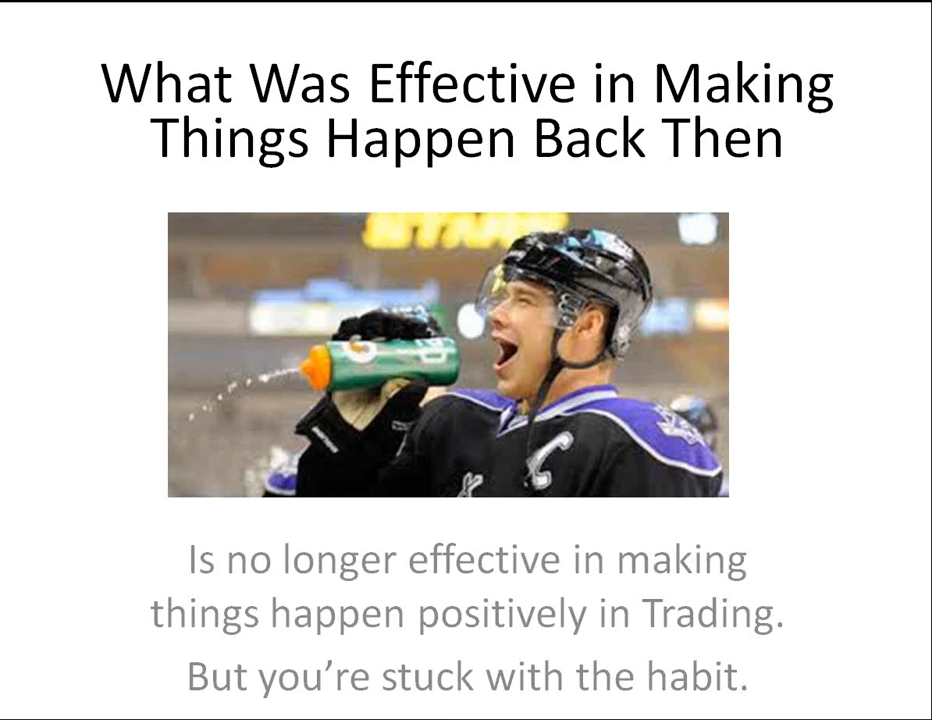 What Was Effective in Making
Things Happen Back Then
C
Is no longer effective in making
things happen positively in Trading.
But you're stuck with the habit.